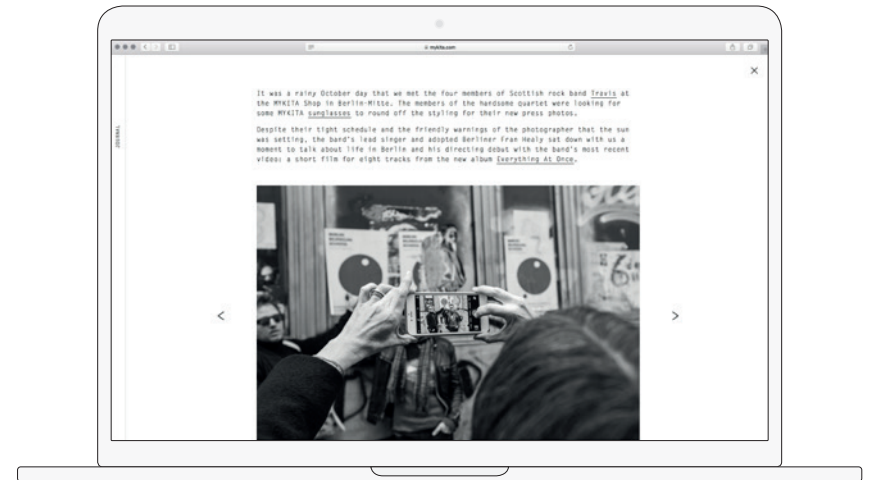 mykita.com
It was a rainy October day that we met the four members of Scottish rock band Travis at
the MYKITA Shop in Berlin-Mitte. The members of the handsome quartet were looking for
some MYKITA sunglasses to round off the styling for their new press photos.
Despite their tight schedule and the friendly warnings of the photographer that the sun
was setting, the band's lead singer and adopted Berliner Fran Healy sat down with us a
moment to talk about life in Berlin and his directing debut with the band's most recent
video: a short film for eight tracks from the new album Everything At Once.
JOURNAL